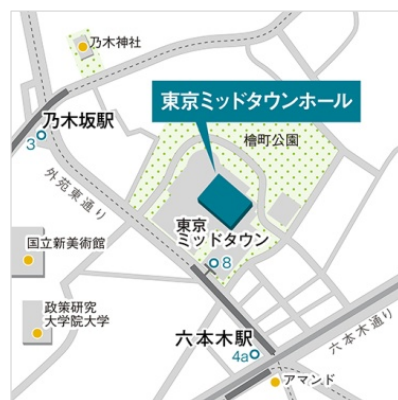 乃木神社
東京ミッドタウンホール
乃木坂駅
3
檜町公園
外苑東通り
東京
ミッドタウン
国立新美術館
8
政策研究
大学院大学
六本木駅
4a
六本木通り
アマンド